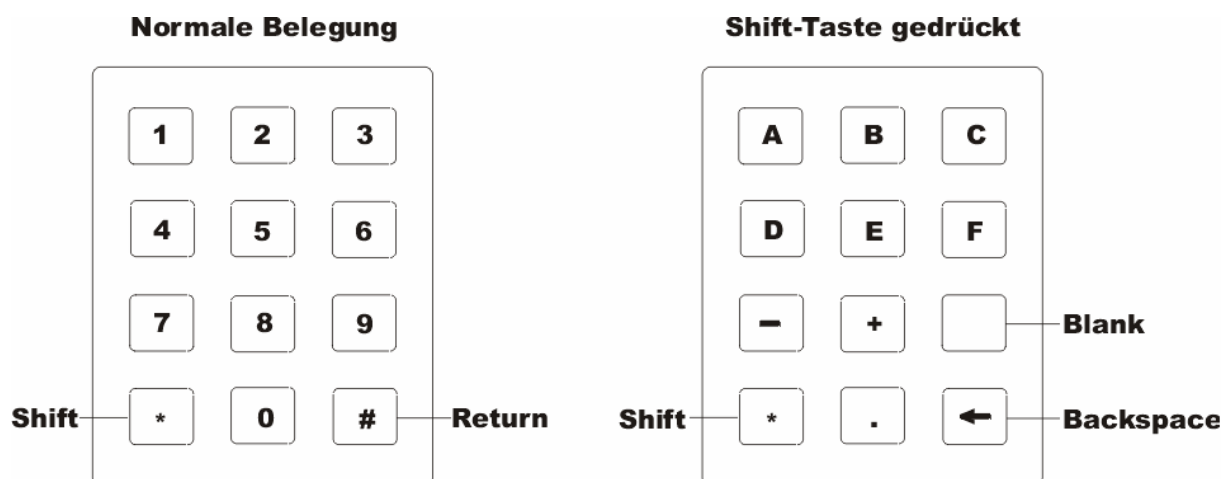 Normale Belegung
1 2 3
4 5 6
7 8 9
Shift * 0 # Return
Shift-Taste gedrückt
A B C
D E F
- + Blank
Shift * . ← Backspace